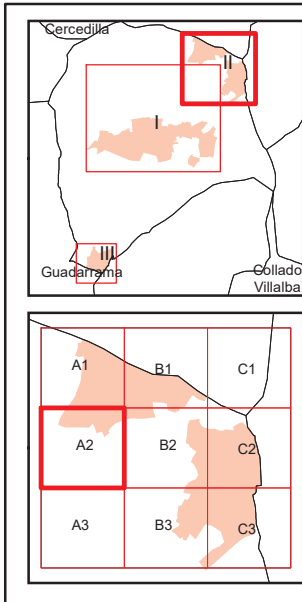 Cercedilla
II
I
III
Guadarrama
Collado
Villalba
A1
B1
C1
A2
B2
C2
A3
B3
C3